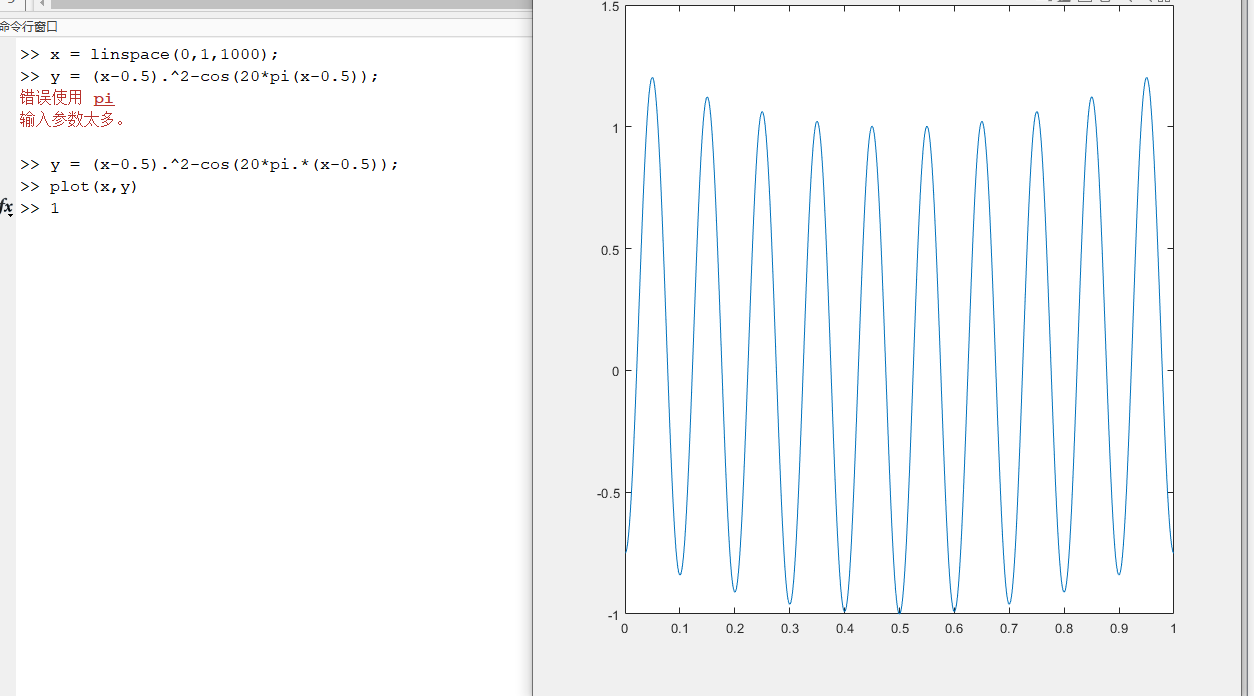 命令行窗口
>> x = linspace(0,1,1000);
>> y = (x-0.5).^2-cos(20*pi(x-0.5));
错误使用 pi
输入参数太多。
>> y = (x-0.5).^2-cos(20*pi.*(x-0.5));
>> plot(x,y)
fx >> 1
1.5
1
0.5
0
-0.5
-1
0 0.1 0.2 0.3 0.4 0.5 0.6 0.7 0.8 0.9 1